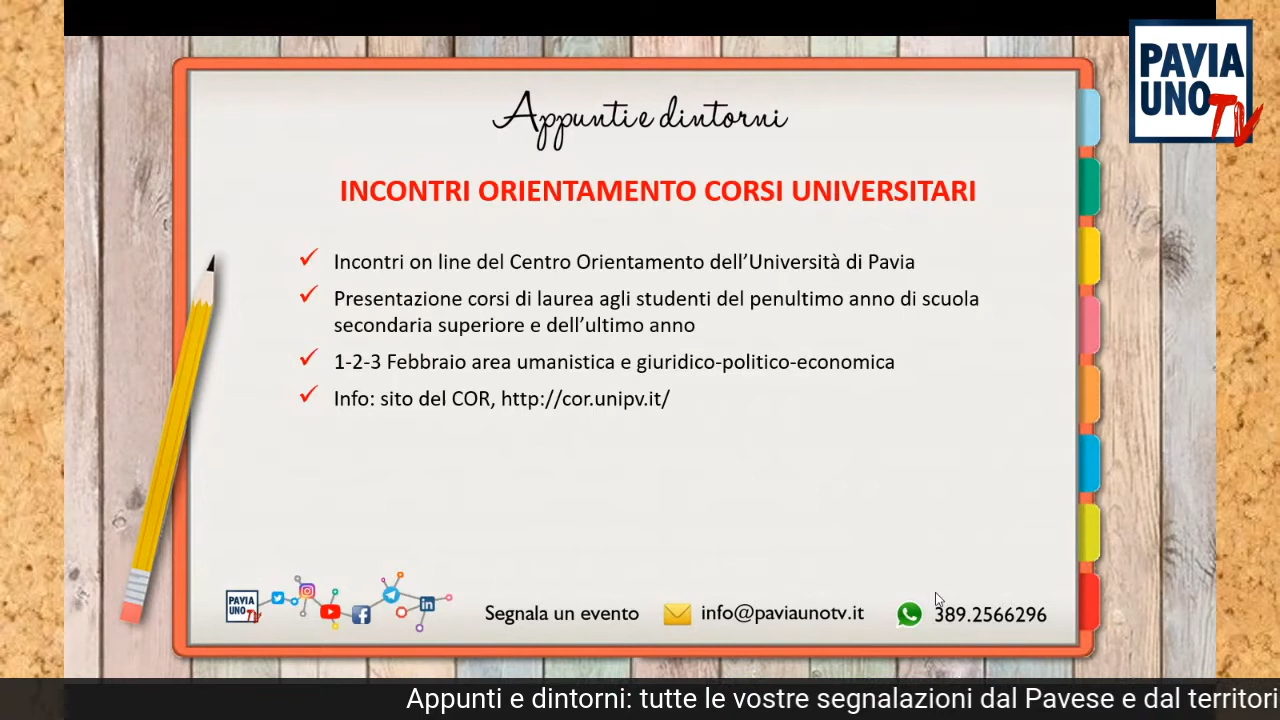 PAVIA
UNO TV
Appunti e dintorni
INCONTRI ORIENTAMENTO CORSI UNIVERSITARI
Incontri on line del Centro Orientamento dell’Università di Pavia
Presentazione corsi di laurea agli studenti del penultimo anno di scuola
secondaria superiore e dell’ultimo anno
1-2-3 Febbraio area umanistica e giuridico-politico-economica
Info: sito del COR, http://cor.unipv.it/
PAVIA
UNO TV
Segnala un evento info@paviaunotv.it 389.2566296
Appunti e dintorni: tutte le vostre segnalazioni dal Pavese e dal territori